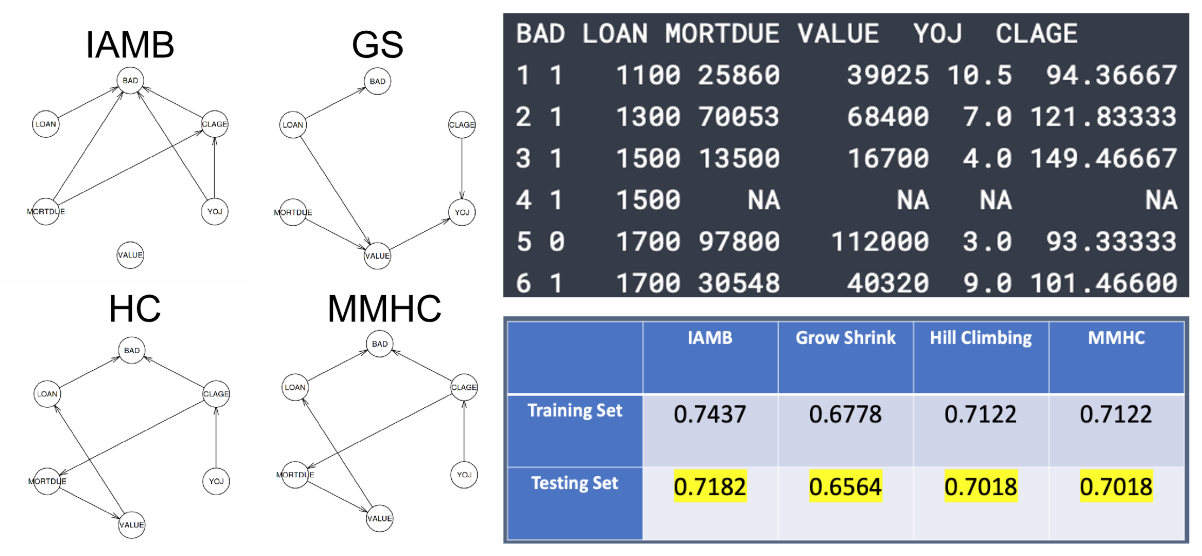 IAMB
BAD
LOAN
CLAGE
MORTDUE
YOJ
VALUE
GS
BAD
LOAN
CLAGE
MORTDUE
YOJ
VALUE
HC
BAD
LOAN
CLAGE
MORTDUE
YOJ
VALUE
MMHC
BAD
LOAN
CLAGE
MORTDUE
YOJ
VALUE
BAD LOAN MORTDUE VALUE YOJ CLAGE
1 1 1100 25860 39025 10.5 94.36667
2 1 1300 70053 68400 7.0 121.83333
3 1 1500 13500 16700 4.0 149.46667
4 1 1500 NA NA NA NA
5 0 1700 97800 112000 3.0 93.33333
6 1 1700 30548 40320 9.0 101.46600
IAMB Grow Shrink Hill Climbing MMHC
Training Set 0.7437 0.6778 0.7122 0.7122
Testing Set 0.7182 0.6564 0.7018 0.7018